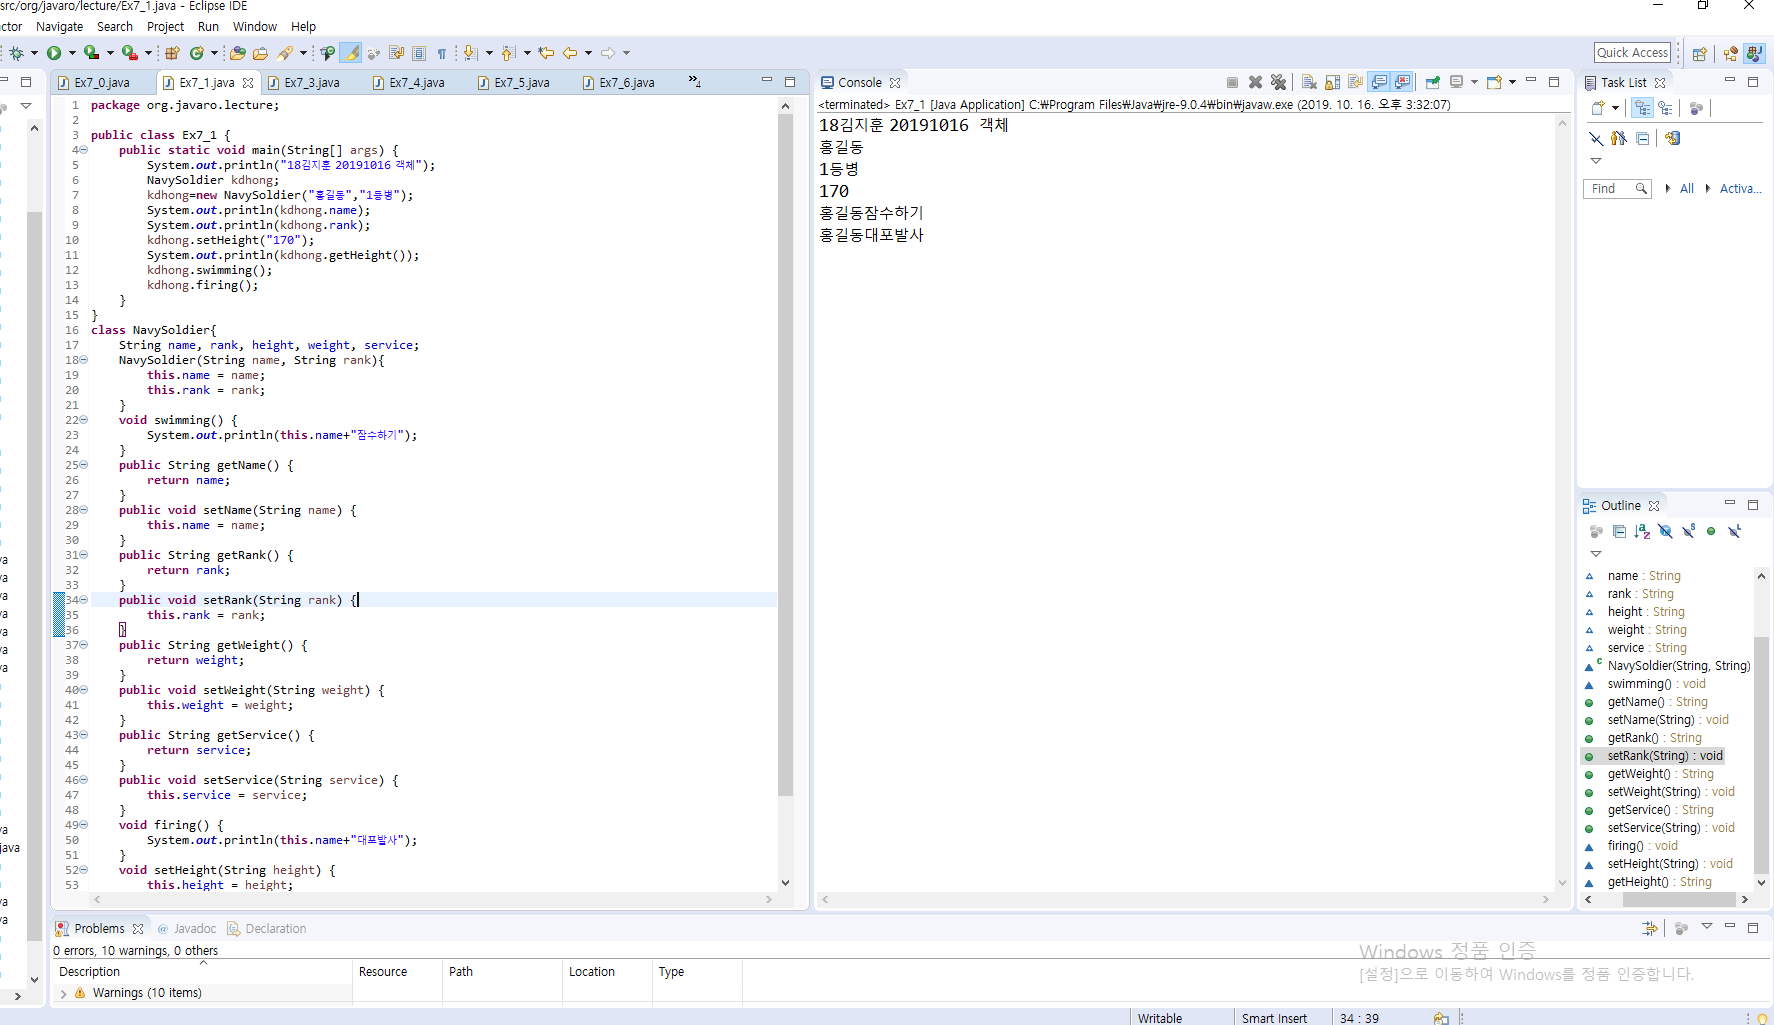 src/org/javaro/lecture/Ex7_1.java - Eclipse IDE
ctor Navigate Search Project Run Window Help
Quick Access
Ex7_0.java Ex7_1.java Ex7_3.java Ex7_4.java Ex7_5.java Ex7_6.java »4
1 package org.javaro.lecture;
2
3 public class Ex7_1 {
4 public static void main(String[] args) {
5 System.out.println("18김지훈 20191016 객체");
6 NavySoldier kdhong;
7 kdhong=new NavySoldier("홍길동","1등병");
8 System.out.println(kdhong.name);
9 System.out.println(kdhong.rank);
10 kdhong.setHeight("170");
11 System.out.println(kdhong.getHeight());
12 kdhong.swimming();
13 kdhong.firing();
14 }
15 }
16 class NavySoldier{
17 String name, rank, height, weight, service;
18 NavySoldier(String name, String rank){
19 this.name = name;
20 this.rank = rank;
21 }
22 void swimming() {
23 System.out.println(this.name+"잠수하기");
24 }
25 public String getName() {
26 return name;
27 }
28 public void setName(String name) {
29 this.name = name;
30 }
31 public String getRank() {
32 return rank;
33 }
34 public void setRank(String rank) {
35 this.rank = rank;
36 }
37 public String getWeight() {
38 return weight;
39 }
40 public void setWeight(String weight) {
41 this.weight = weight;
42 }
43 public String getService() {
44 return service;
45 }
46 public void setService(String service) {
47 this.service = service;
48 }
49 void firing() {
50 System.out.println(this.name+"대포발사");
51 }
52 void setHeight(String height) {
53 this.height = height;
Console
<terminated> Ex7_1 [Java Application] C:₩Program Files₩Java₩jre-9.0.4₩bin₩javaw.exe (2019. 10. 16. 오후 3:32:07)
18김지훈 20191016 객체
홍길동
1등병
170
홍길동잠수하기
홍길동대포발사
Task List
Find All Activa...
Outline
name : String
rank : String
height : String
weight : String
service : String
NavySoldier(String, String)
swimming() : void
getName() : String
setName(String) : void
getRank() : String
setRank(String) : void
getWeight() : String
setWeight(String) : void
getService() : String
setService(String) : void
firing() : void
setHeight(String) : void
getHeight() : String
va
va
va
va
va
va
va
va
java
va
va
Problems @ Javadoc Declaration
0 errors, 10 warnings, 0 others
Description Resource Path Location Type
Warnings (10 items)
Windows 정품 인증
[설정]으로 이동하여 Windows를 정품 인증합니다.
Writable Smart Insert 34 : 39